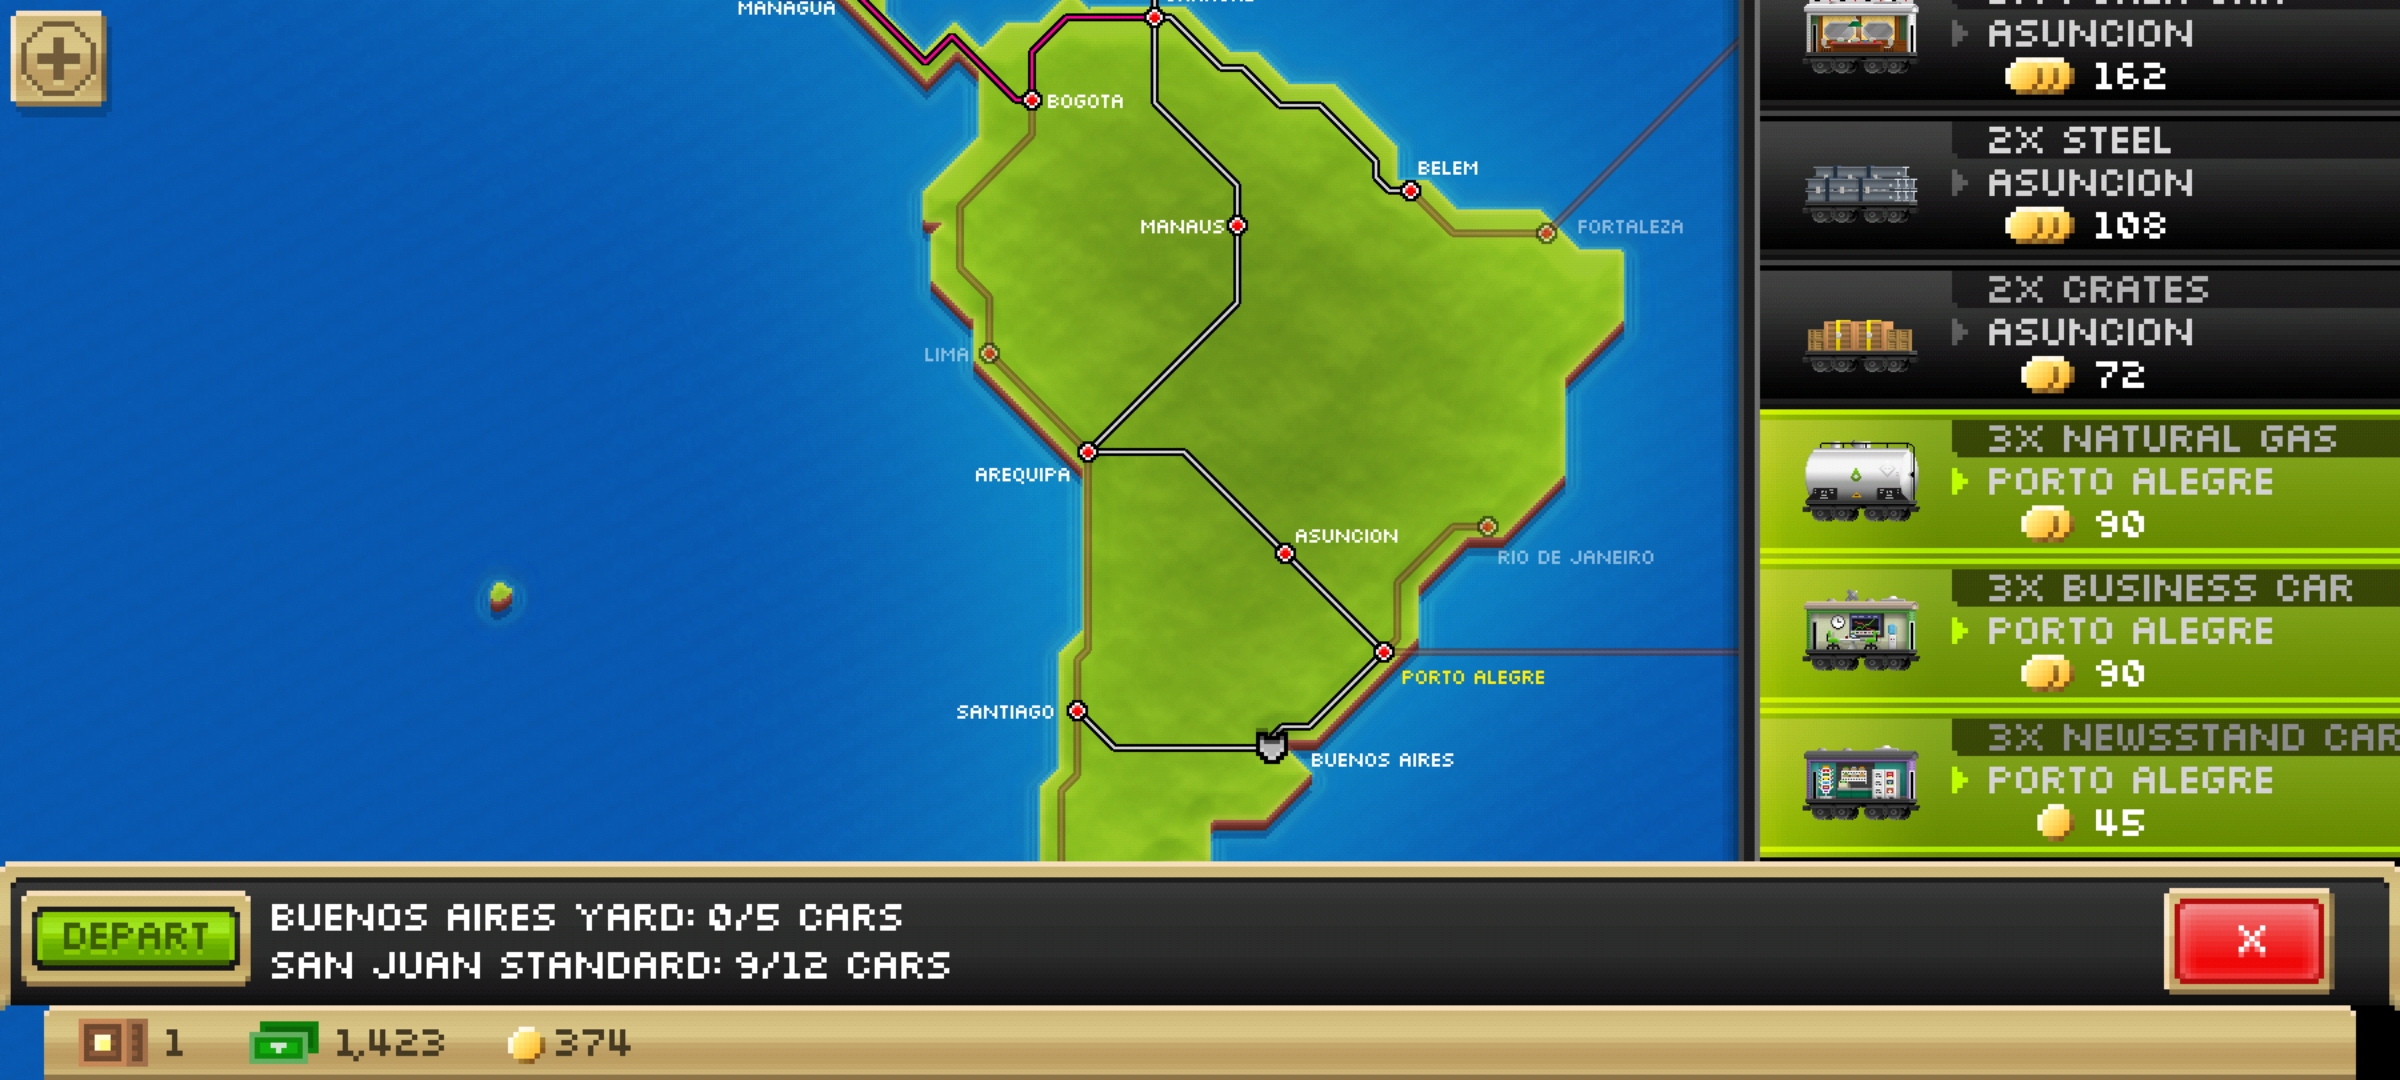 MANAGUA
BOGOTA
BELEM
MANAUS
FORTALEZA
LIMA
AREQUIPA
ASUNCION
RIO DE JANEIRO
PORTO ALEGRE
SANTIAGO
BUENOS AIRES
ASUNCION
162
2X STEEL
ASUNCION
108
2X CRATES
ASUNCION
72
3X NATURAL GAS
PORTO ALEGRE
90
3X BUSINESS CAR
PORTO ALEGRE
90
3X NEWSSTAND CAR
PORTO ALEGRE
45
DEPART
BUENOS AIRES YARD: 0/5 CARS
SAN JUAN STANDARD: 9/12 CARS
X
1
1,423
374